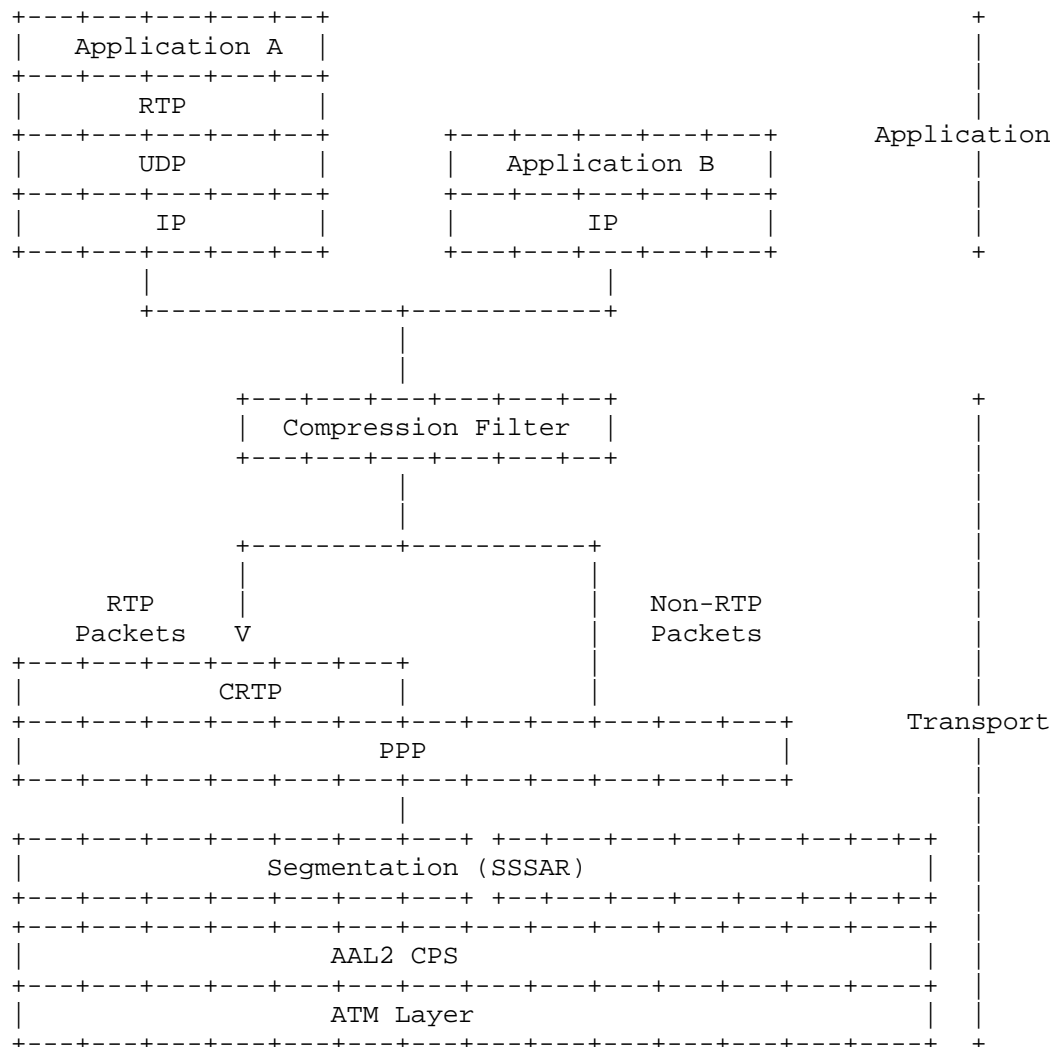 Application A
RTP
Application
UDP Application B
IP IP
Compression Filter
RTP Non-RTP
Packets V Packets
CRTP
Transport
PPP
Segmentation (SSSAR)
AAL2 CPS
ATM Layer